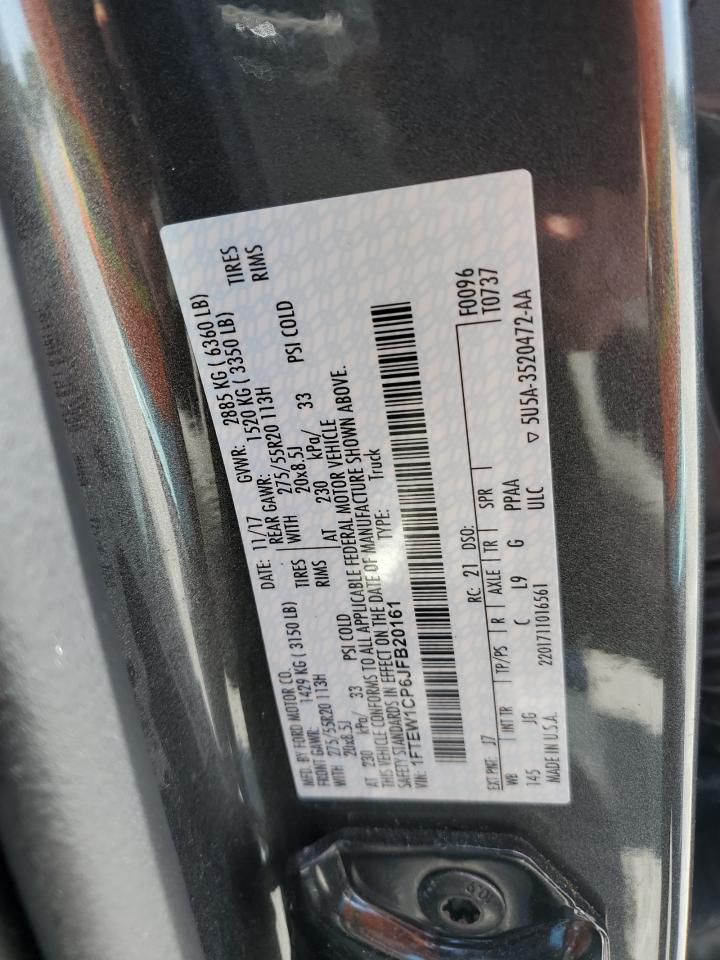 MFD. BY FORD MOTOR CO. DATE: 11/17 GVWR: 2885 KG ( 6360 LB)
FRONT GAWR: 1429 KG ( 3150 LB) REAR GAWR: 1520 KG ( 3350 LB)
WITH 275/55R20 113H TIRES WITH 275/55R20 113H TIRES
20x8.5J RIMS 20x8.5J RIMS
AT 230 kPa/ 33 PSI COLD AT 230 kPa/ 33 PSI COLD
THIS VEHICLE CONFORMS TO ALL APPLICABLE FEDERAL MOTOR VEHICLE
SAFETY STANDARDS IN EFFECT ON THE DATE OF MANUFACTURE SHOWN ABOVE.
VIN: 1FTEW1CP6JFB20161 TYPE: Truck
F0096
EXT PNT: J7 RC: 21 DSO: T0737
WB INT TR TP/PS R AXLE TR SPR
145 JG C L9 G PPAA
MADE IN U.S.A. 2201711016561 ULC ▽ 5U5A-3520472-AA
10.9